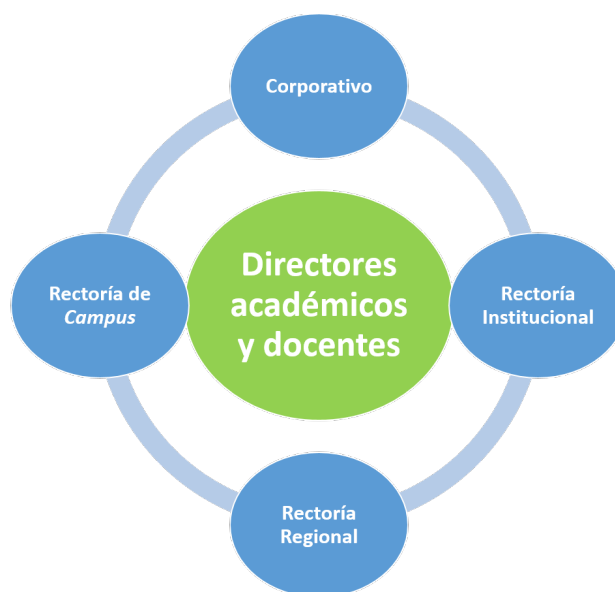 Corporativo
Directores
académicos
y docentes
Rectoría de
Campus
Rectoría
Institucional
Rectoría
Regional